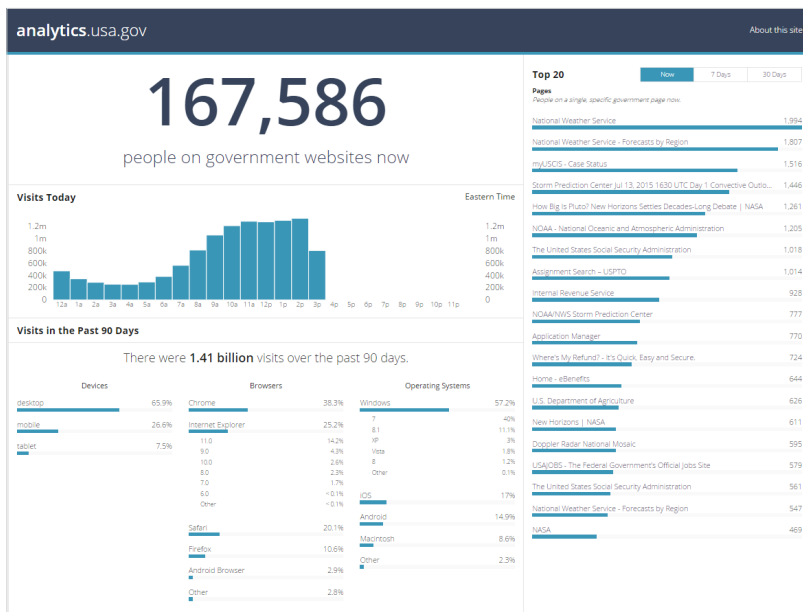 analytics.usa.gov
About this site
167,586
people on government websites now
Visits Today
Eastern Time
1.2m
1m
800k
600k
400k
200k
0
1.2m
1m
800k
600k
400k
200k
0
12a 1a 2a 3a 4a 5a 6a 7a 8a 9a 10a 11a 12p 1p 2p 3p 4p 5p 6p 7p 8p 9p 10p 11p
Visits in the Past 90 Days
There were 1.41 billion visits over the past 90 days.
Devices
desktop 65.9%
mobile 26.6%
tablet 7.5%
Browsers
Chrome 38.3%
Internet Explorer 25.2%
11.0 14.2%
9.0 4.3%
10.0 2.6%
8.0 2.3%
7.0 1.7%
6.0 <0.1%
Other <0.1%
Safari 20.1%
Firefox 10.6%
Android Browser 2.9%
Other 2.8%
Operating Systems
Windows 57.2%
7 40%
8.1 11.1%
XP 3%
Vista 1.8%
8 1.2%
Other 0.1%
iOS 17%
Android 14.9%
Macintosh 8.6%
Other 2.3%
Top 20
Now 7 Days 30 Days
Pages
People on a single, specific government page now.
National Weather Service 1,994
National Weather Service - Forecasts by Region 1,807
myUSCIS - Case Status 1,516
Storm Prediction Center Jul 13, 2015 1630 UTC Day 1 Convective Outlo... 1,446
How Big Is Pluto? New Horizons Settles Decades-Long Debate | NASA 1,261
NOAA - National Oceanic and Atmospheric Administration 1,205
The United States Social Security Administration 1,018
Assignment Search – USPTO 1,014
Internal Revenue Service 928
NOAA/NWS Storm Prediction Center 777
Application Manager 770
Where's My Refund? - It's Quick, Easy and Secure. 724
Home - eBenefits 644
U.S. Department of Agriculture 626
New Horizons | NASA 611
Doppler Radar National Mosaic 595
USAJOBS - The Federal Government's Official Jobs Site 579
The United States Social Security Administration 561
National Weather Service - Forecasts by Region 547
NASA 469